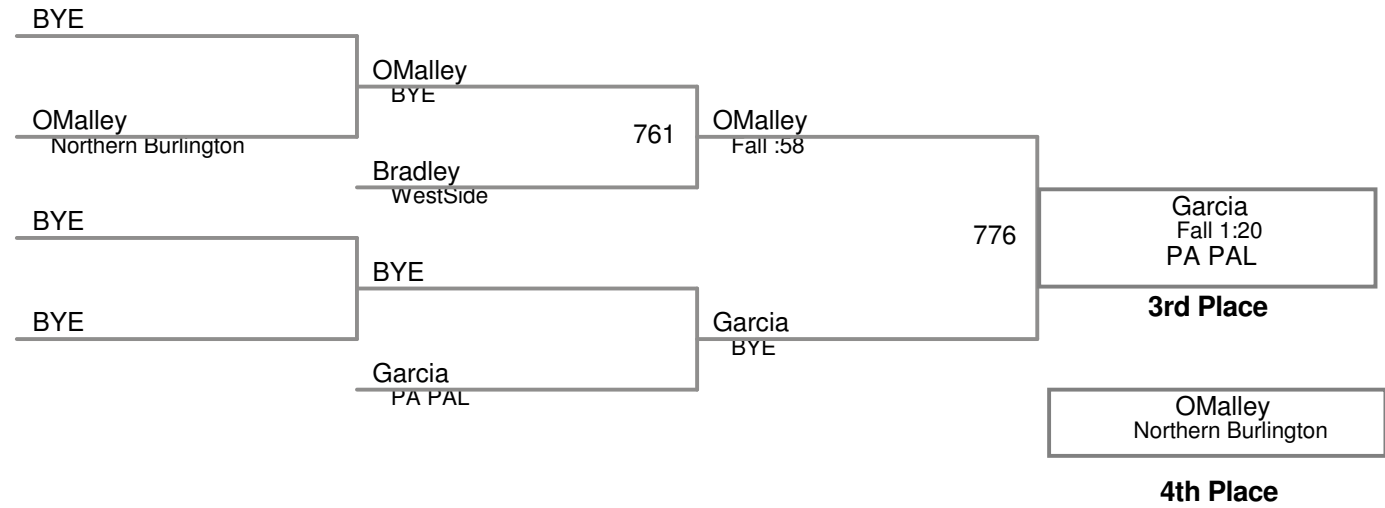 BYE
OMalley
BYE
OMalley
Northern Burlington
761
OMalley
Fall :58
Bradley
WestSide
Garcia
Fall 1:20
PA PAL
3rd Place
776
BYE
BYE
BYE
Garcia
BYE
Garcia
PA PAL
OMalley
Northern Burlington
4th Place